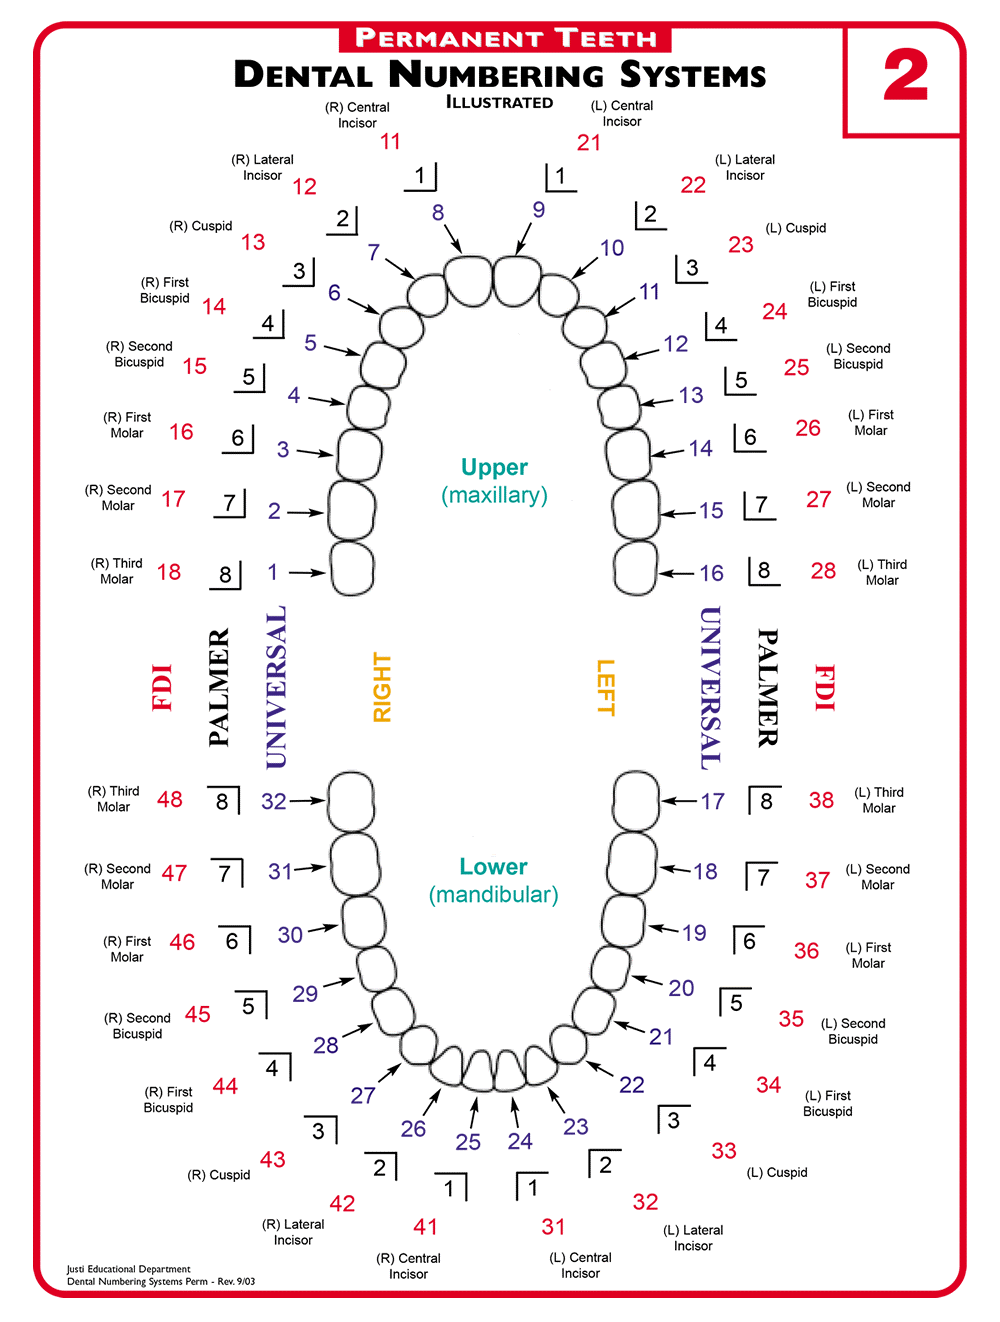 PERMANENT TEETH
DENTAL NUMBERING SYSTEMS
ILLUSTRATED
2
(R) Central
Incisor
11
1
8
(L) Central
Incisor
21
1
9
(R) Lateral
Incisor
12
2
7
(L) Lateral
Incisor
22
2
10
(R) Cuspid
13
3
6
(L) Cuspid
23
3
11
(R) First
Bicuspid
14
4
5
(L) First
Bicuspid
24
4
12
(R) Second
Bicuspid
15
5
4
(L) Second
Bicuspid
25
5
13
(R) First
Molar
16
6
3
(L) First
Molar
26
6
14
Upper
(maxillary)
(R) Second
Molar
17
7
2
(L) Second
Molar
27
7
15
(R) Third
Molar
18
8
1
(L) Third
Molar
28
8
16
FDI
PALMER
UNIVERSAL
RIGHT
LEFT
UNIVERSAL
PALMER
FDI
(R) Third
Molar
48
8
32
(L) Third
Molar
38
8
17
(R) Second
Molar
47
7
31
(L) Second
Molar
37
7
18
Lower
(mandibular)
(R) First
Molar
46
6
30
(L) First
Molar
36
6
19
(R) Second
Bicuspid
45
5
29
(L) Second
Bicuspid
35
5
20
(R) First
Bicuspid
44
4
28
(L) First
Bicuspid
34
4
21
(R) Cuspid
43
3
27
(L) Cuspid
33
3
22
(R) Lateral
Incisor
42
2
26
(L) Lateral
Incisor
32
2
23
(R) Central
Incisor
41
1
25
(L) Central
Incisor
31
1
24
Justi Educational Department
Dental Numbering Systems Perm - Rev. 9/03